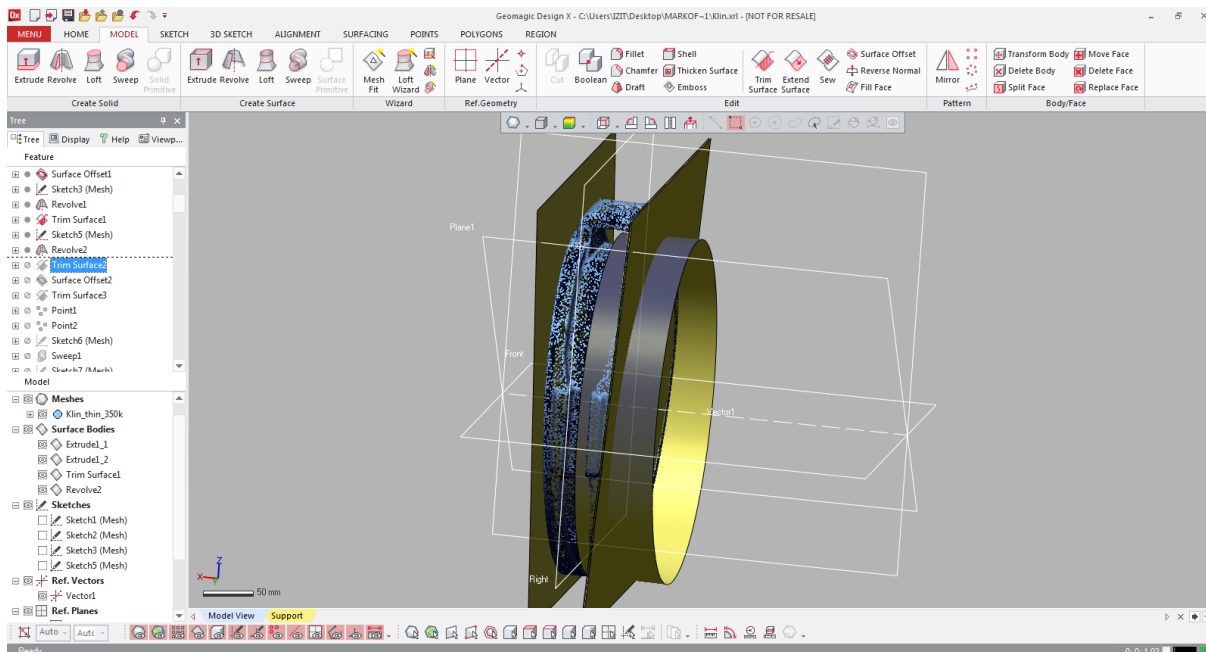 Dx
Geomagic Design X - C:\Users\IZIT\Desktop\MARKOF~1\Klin.xrl - [NOT FOR RESALE]
MENU HOME MODEL SKETCH 3D SKETCH ALIGNMENT SURFACING POINTS POLYGONS REGION
Extrude Revolve Loft Sweep Solid Primitive
Create Solid
Extrude Revolve Loft Sweep Surface Primitive
Create Surface
Mesh Fit Loft Wizard
Wizard
Plane Vector
Ref.Geometry
Cut Boolean
Fillet Shell
Chamfer Thicken Surface
Draft Emboss
Trim Surface Extend Surface Sew
Surface Offset
Reverse Normal
Fill Face
Edit
Mirror
Pattern
Transform Body Move Face
Delete Body Delete Face
Split Face Replace Face
Body/Face
Tree
Tree Display Help Viewp...
Feature
Surface Offset1
Sketch3 (Mesh)
Revolve1
Trim Surface1
Sketch5 (Mesh)
Revolve2
Trim Surface2
Surface Offset2
Trim Surface3
Point1
Point2
Sketch6 (Mesh)
Sweep1
Sketch7 (Mesh)
Model
Meshes
Klin_thin_350k
Surface Bodies
Extrude1_1
Extrude1_2
Trim Surface1
Revolve2
Sketches
Sketch1 (Mesh)
Sketch2 (Mesh)
Sketch3 (Mesh)
Sketch5 (Mesh)
Ref. Vectors
Vector1
Ref. Planes
Plane1
Front
Vector1
Right
Z
X
50 mm
Model View Support
Auto Auto
Ready